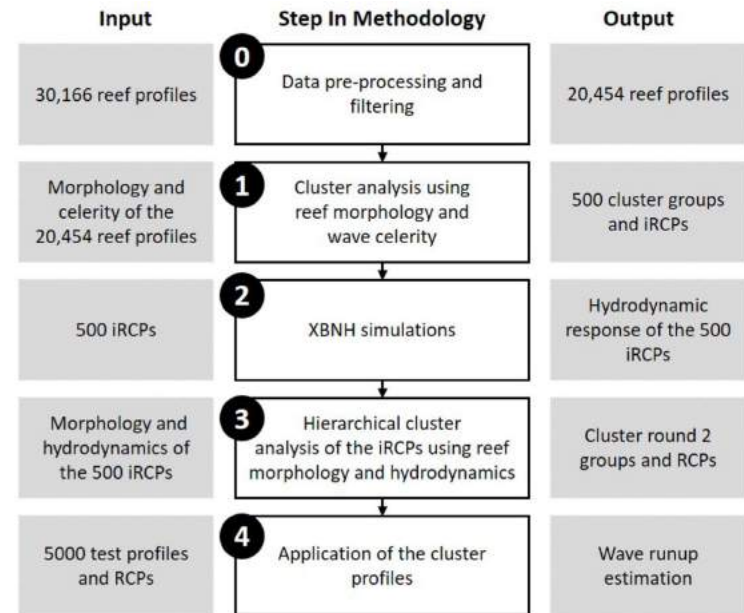 Input
Step In Methodology
Output
0
30,166 reef profiles
Data pre-processing and
filtering
20,454 reef profiles
1
Morphology and
celerity of the
20,454 reef profiles
Cluster analysis using
reef morphology and
wave celerity
500 cluster groups
and iRCPs
2
500 iRCPs
XBNH simulations
Hydrodynamic
response of the 500
iRCPs
3
Morphology and
hydrodynamics of
the 500 iRCPs
Hierarchical cluster
analysis of the iRCPs using reef
morphology and hydrodynamics
Cluster round 2
groups and RCPs
4
5000 test profiles
and RCPs
Application of the cluster
profiles
Wave runup
estimation